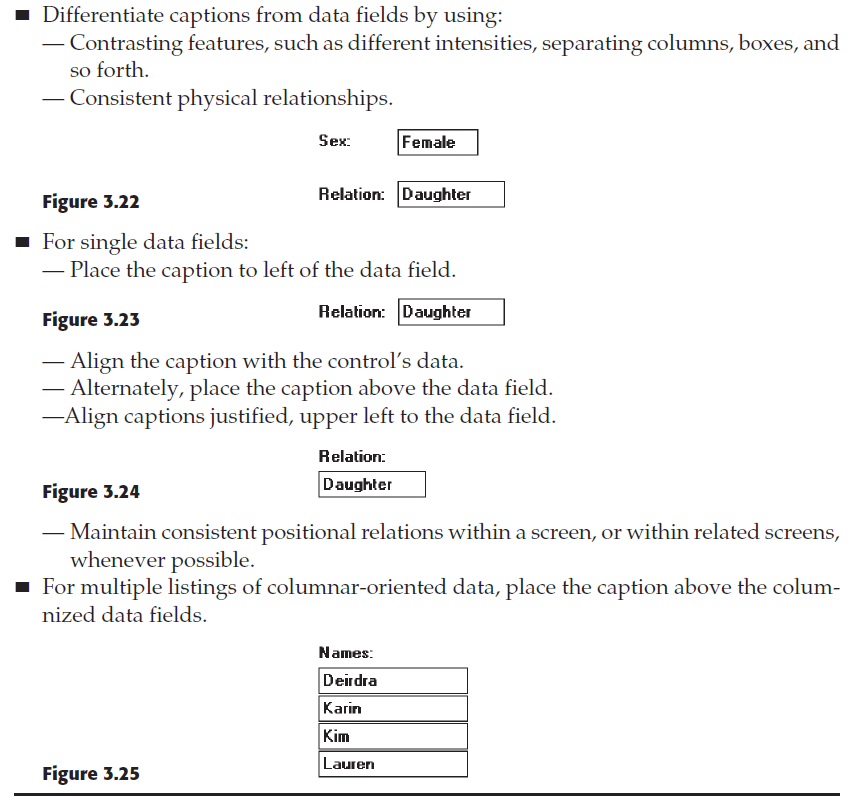 ■ Differentiate captions from data fields by using:
— Contrasting features, such as different intensities, separating columns, boxes, and
so forth.
— Consistent physical relationships.
Sex: Female
Relation: Daughter
Figure 3.22
■ For single data fields:
— Place the caption to left of the data field.
Relation: Daughter
Figure 3.23
— Align the caption with the control’s data.
— Alternately, place the caption above the data field.
—Align captions justified, upper left to the data field.
Relation:
Daughter
Figure 3.24
— Maintain consistent positional relations within a screen, or within related screens,
whenever possible.
■ For multiple listings of columnar-oriented data, place the caption above the colum-
nized data fields.
Names:
Deirdra
Karin
Kim
Lauren
Figure 3.25